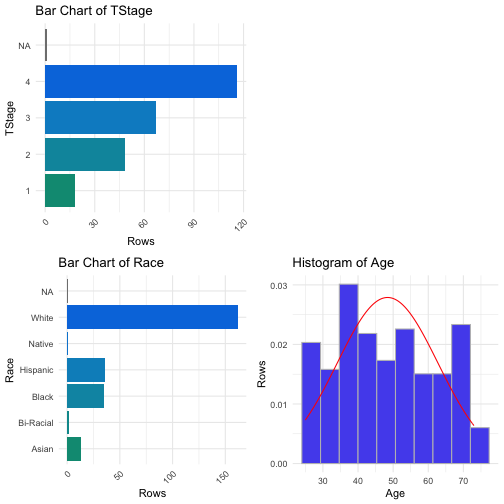 Bar Chart of TStage
TStage
NA
4
3
2
1
0
30
60
90
120
Rows
Bar Chart of Race
Race
NA
White
Native
Hispanic
Black
Bi-Racial
Asian
0
50
100
150
Rows
Histogram of Age
Rows
0.03
0.02
0.01
0.00
30 40 50 60 70
Age